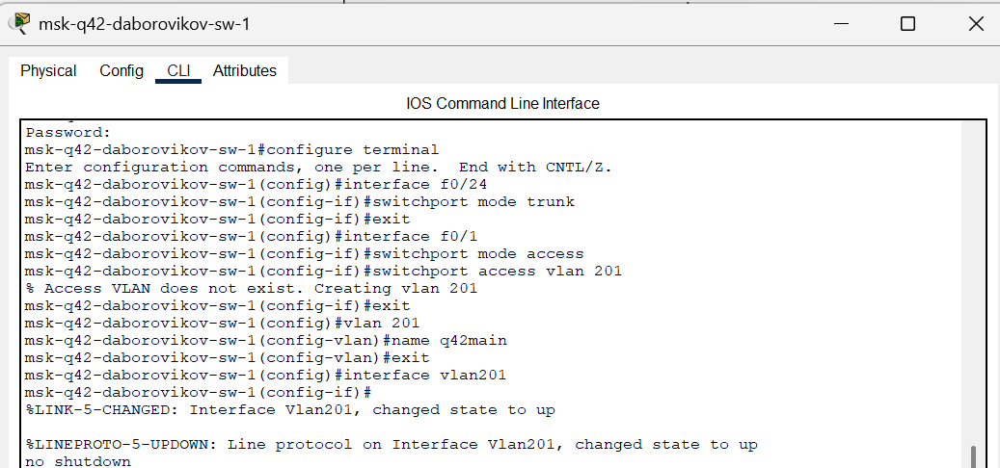 msk-q42-daborovikov-sw-1
Physical Config CLI Attributes
IOS Command Line Interface
Password:
msk-q42-daborovikov-sw-1#configure terminal
Enter configuration commands, one per line.  End with CNTL/Z.
msk-q42-daborovikov-sw-1(config)#interface f0/24
msk-q42-daborovikov-sw-1(config-if)#switchport mode trunk
msk-q42-daborovikov-sw-1(config-if)#exit
msk-q42-daborovikov-sw-1(config)#interface f0/1
msk-q42-daborovikov-sw-1(config-if)#switchport mode access
msk-q42-daborovikov-sw-1(config-if)#switchport access vlan 201
% Access VLAN does not exist. Creating vlan 201
msk-q42-daborovikov-sw-1(config-if)#exit
msk-q42-daborovikov-sw-1(config)#vlan 201
msk-q42-daborovikov-sw-1(config-vlan)#name q42main
msk-q42-daborovikov-sw-1(config-vlan)#exit
msk-q42-daborovikov-sw-1(config)#interface vlan201
msk-q42-daborovikov-sw-1(config-if)#
%LINK-5-CHANGED: Interface Vlan201, changed state to up
%LINEPROTO-5-UPDOWN: Line protocol on Interface Vlan201, changed state to up
no shutdown